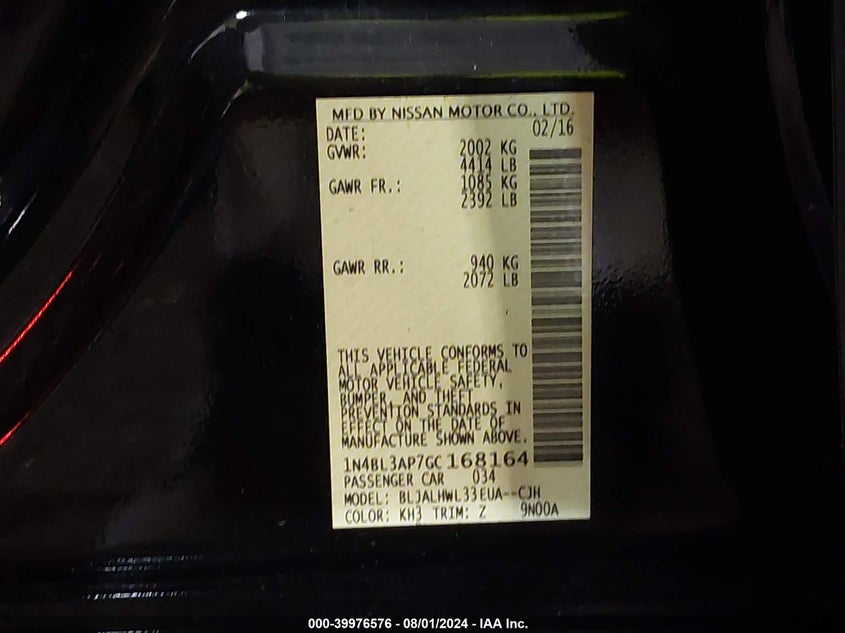 MFD BY NISSAN MOTOR CO., LTD.
DATE: 02/16
GVWR: 2002 KG
4414 LB
GAWR FR.: 1085 KG
2392 LB
GAWR RR.: 940 KG
2072 LB
THIS VEHICLE CONFORMS TO
ALL APPLICABLE FEDERAL
MOTOR VEHICLE SAFETY,
BUMPER, AND THEFT
PREVENTION STANDARDS IN
EFFECT ON THE DATE OF
MANUFACTURE SHOWN ABOVE.
1N4BL3AP7GC168164
PASSENGER CAR 034
MODEL: BLJALHWL33EUA--CJH
COLOR: KH3 TRIM: Z 9N00A
000-39976576 - 08/01/2024 - IAA Inc.